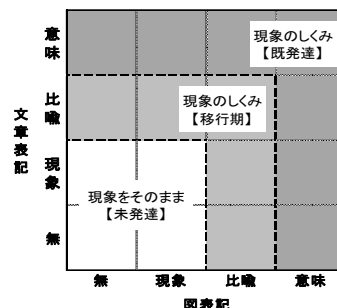 現象のしくみ
【既発達】
現象のしくみ
【移行期】
現象をそのまま
【未発達】
文章表記
意味
比喩
現象
無
無
現象
比喩
意味
図表記